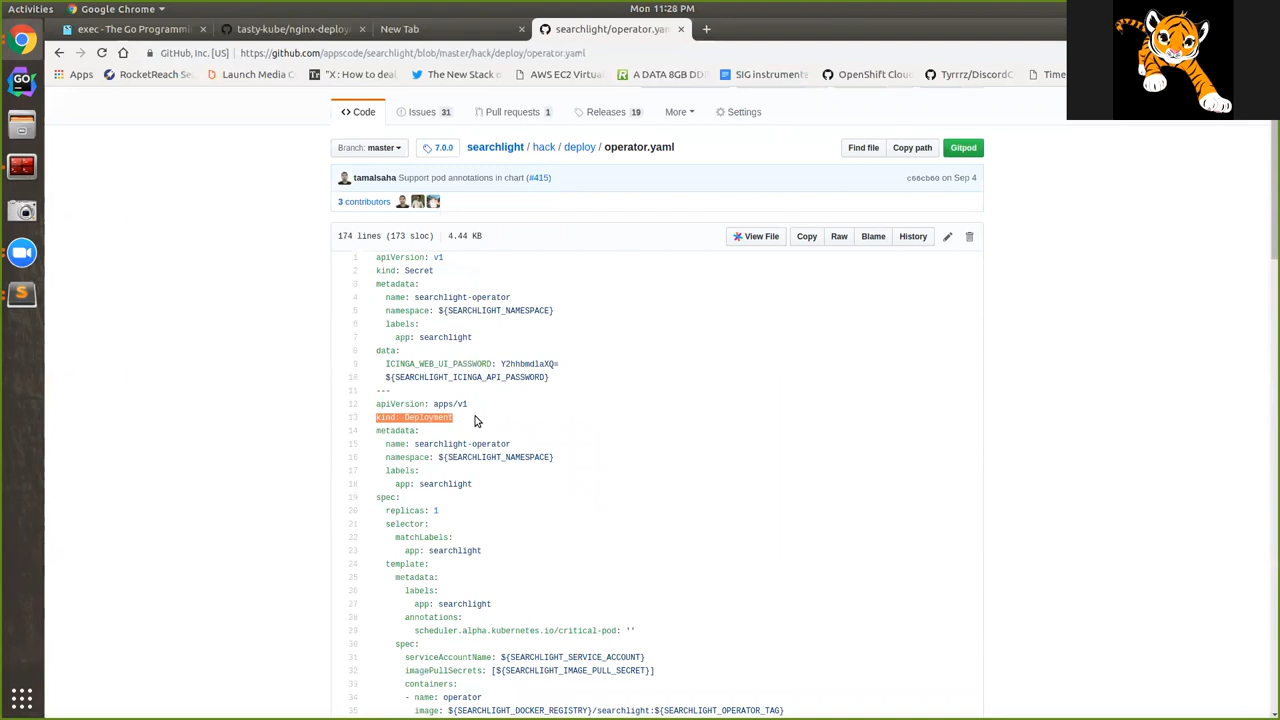 Activities Google Chrome Mon 11:28 PM
exec - The Go Programmin tasty-kube/nginx-deploy New Tab searchlight/operator.yam
GitHub, Inc. [US] https://github.com/appscode/searchlight/blob/master/hack/deploy/operator.yaml
Apps RocketReach Sear Launch Media C "X : How to deal The New Stack o AWS EC2 Virtua A DATA 8GB DDR SIG instrumenta OpenShift Cloud Tyrrrz/DiscordC Time
Code Issues 31 Pull requests 1 Releases 19 More Settings
Branch: master 7.0.0 searchlight / hack / deploy / operator.yaml Find file Copy path Gitpod
tamalsaha Support pod annotations in chart (#415) c66cb60 on Sep 4
3 contributors
174 lines (173 sloc) 4.44 KB View File Copy Raw Blame History
1 apiVersion: v1
2 kind: Secret
3 metadata:
4 name: searchlight-operator
5 namespace: ${SEARCHLIGHT_NAMESPACE}
6 labels:
7 app: searchlight
8 data:
9 ICINGA_WEB_UI_PASSWORD: Y2hhbmdlaXQ=
10 ${SEARCHLIGHT_ICINGA_API_PASSWORD}
11 ---
12 apiVersion: apps/v1
13 kind: Deployment
14 metadata:
15 name: searchlight-operator
16 namespace: ${SEARCHLIGHT_NAMESPACE}
17 labels:
18 app: searchlight
19 spec:
20 replicas: 1
21 selector:
22 matchLabels:
23 app: searchlight
24 template:
25 metadata:
26 labels:
27 app: searchlight
28 annotations:
29 scheduler.alpha.kubernetes.io/critical-pod: ''
30 spec:
31 serviceAccountName: ${SEARCHLIGHT_SERVICE_ACCOUNT}
32 imagePullSecrets: [${SEARCHLIGHT_IMAGE_PULL_SECRET}]
33 containers:
34 - name: operator
35 image: ${SEARCHLIGHT_DOCKER_REGISTRY}/searchlight:${SEARCHLIGHT_OPERATOR_TAG}